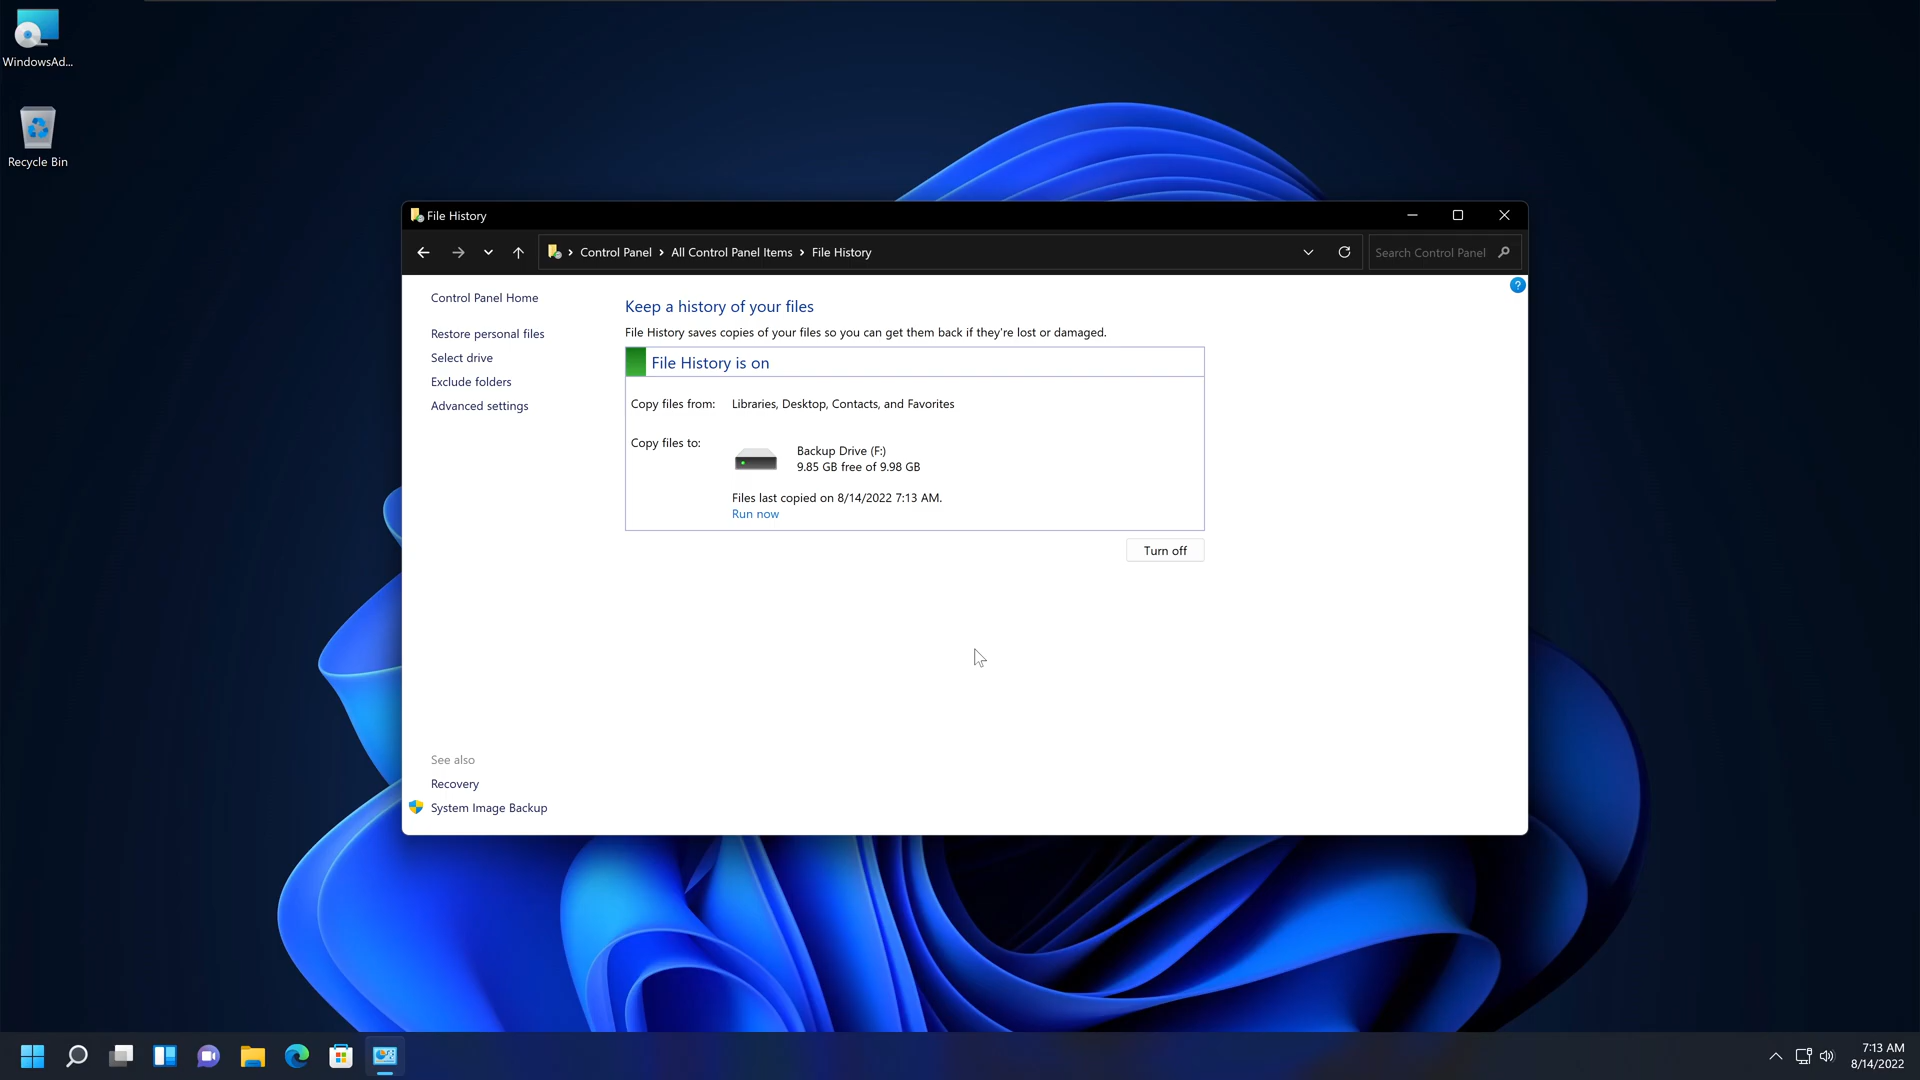 WindowsAd...
Recycle Bin
File History
Control Panel > All Control Panel Items > File History
Search Control Panel
Control Panel Home
Restore personal files
Select drive
Exclude folders
Advanced settings
Keep a history of your files
File History saves copies of your files so you can get them back if they're lost or damaged.
File History is on
Copy files from: Libraries, Desktop, Contacts, and Favorites
Copy files to:
Backup Drive (F:)
9.85 GB free of 9.98 GB
Files last copied on 8/14/2022 7:13 AM.
Run now
Turn off
See also
Recovery
System Image Backup
7:13 AM
8/14/2022